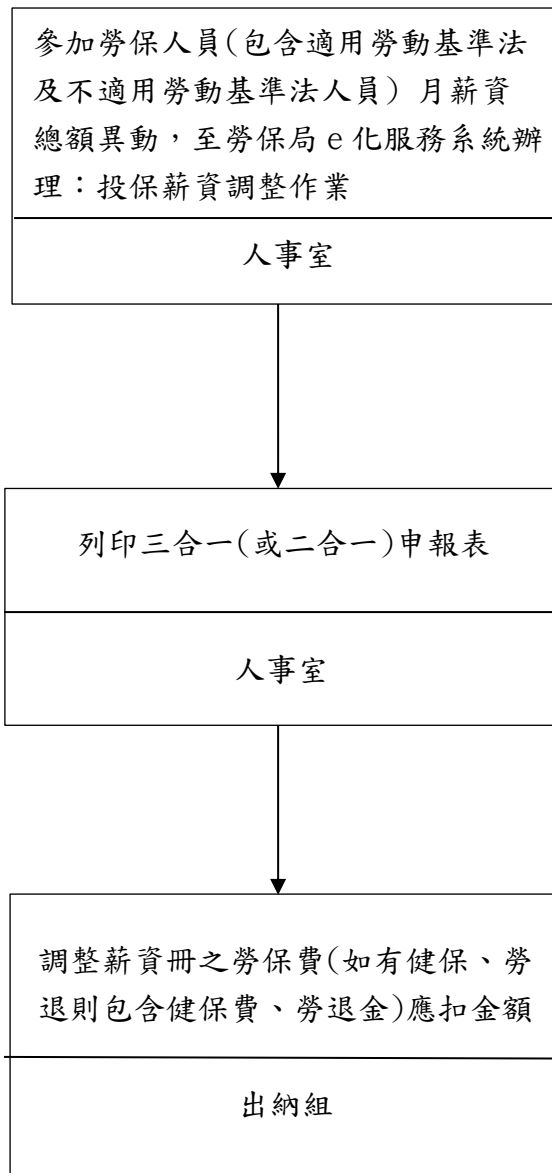 參加勞保人員(包含適用勞動基準法
及不適用勞動基準法人員) 月薪資
總額異動，至勞保局 e 化服務系統辦
理：投保薪資調整作業
人事室
列印三合一(或二合一)申報表
人事室
調整薪資冊之勞保費(如有健保、勞
退則包含健保費、勞退金)應扣金額
出納組